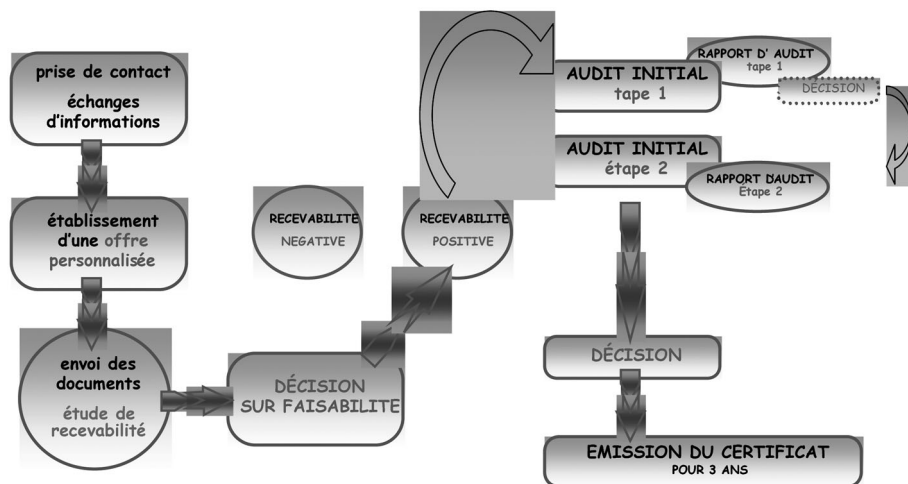 prise de contact
échanges
d'informations
établissement
d'une offre
personnalisée
envoi des
documents
étude de
recevabilité
DÉCISION
SUR FAISABILITE
RECEVABILITE
NEGATIVE
RECEVABILITE
POSITIVE
AUDIT INITIAL
tape 1
RAPPORT D' AUDIT
tape 1
DÉCISION
AUDIT INITIAL
étape 2
RAPPORT DAUDIT
Étape 2
DÉCISION
EMISSION DU CERTIFICAT
POUR 3 ANS